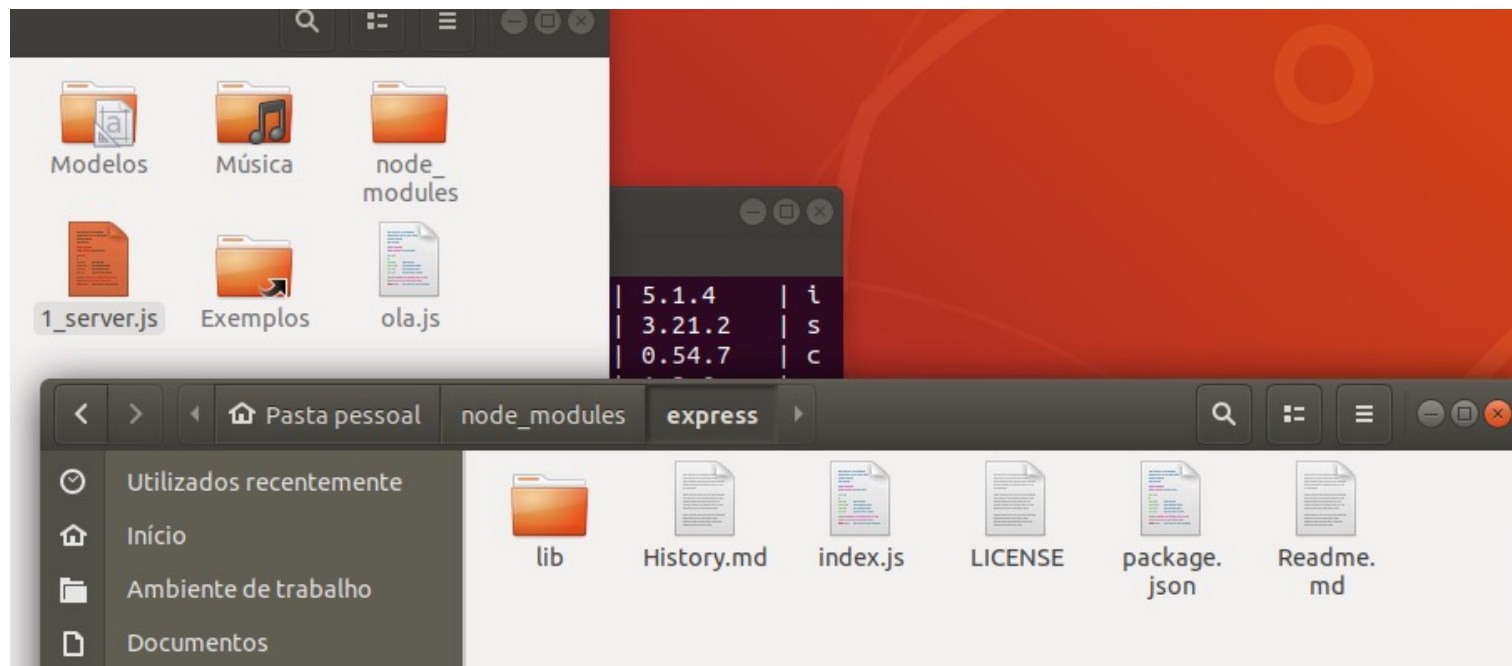 Modelos
Música
node_
modules
1_server.js
Exemplos
ola.js
| 5.1.4 | i
| 3.21.2 | s
| 0.54.7 | c
Pasta pessoal
node_modules
express
Utilizados recentemente
Início
Ambiente de trabalho
Documentos
lib
History.md
index.js
LICENSE
package.
json
Readme.
md